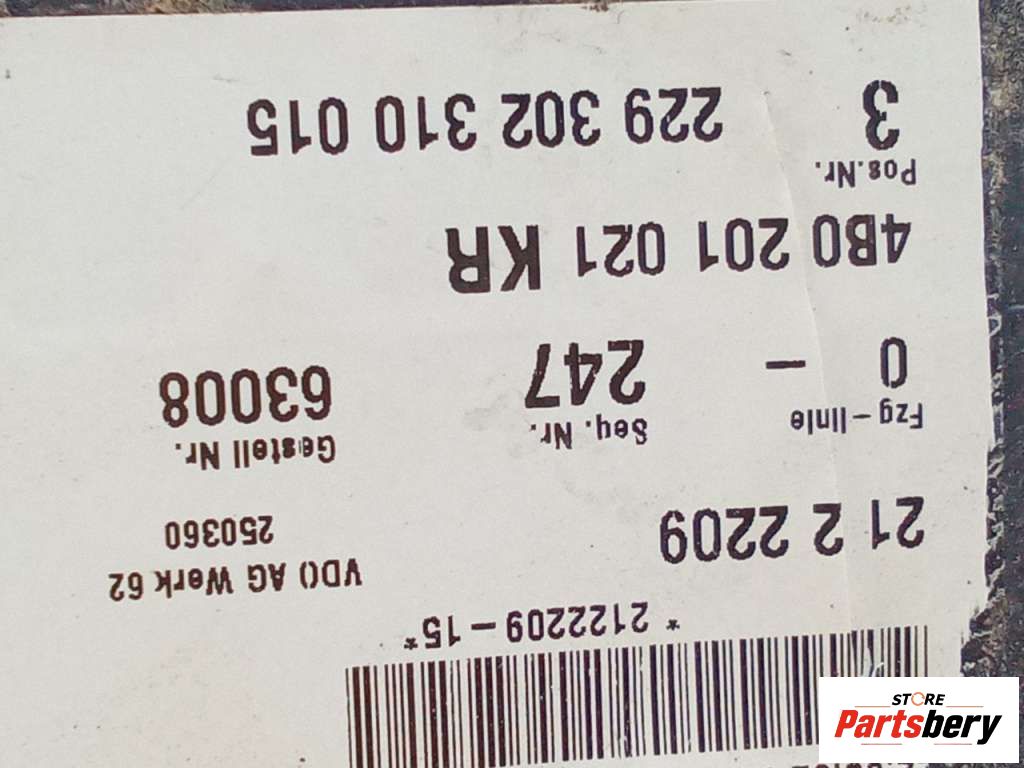 *2122209-15*
21 2 2209
VDO AG Werk 62
250360
Fzg-linie
Seq. Nr.
Gestell Nr.
0 -
247
63008
4B0 201 021 KR
Pos.Nr.
3
229 302 310 015
STORE
Partsbery